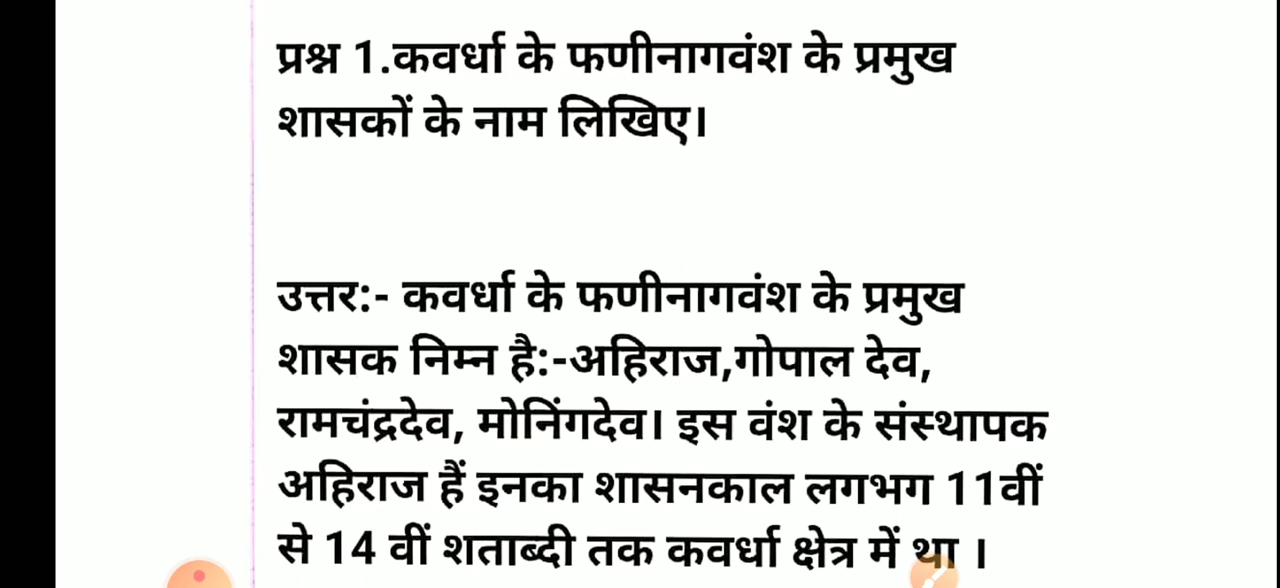 प्रश्न 1.कवर्धा के फणीनागवंश के प्रमुख
शासकों के नाम लिखिए।
उत्तर:- कवर्धा के फणीनागवंश के प्रमुख
शासक निम्न है:-अहिराज,गोपाल देव,
रामचंद्रदेव, मोनिंगदेव। इस वंश के संस्थापक
अहिराज हैं इनका शासनकाल लगभग 11वीं
से 14 वीं शताब्दी तक कवर्धा क्षेत्र में था ।